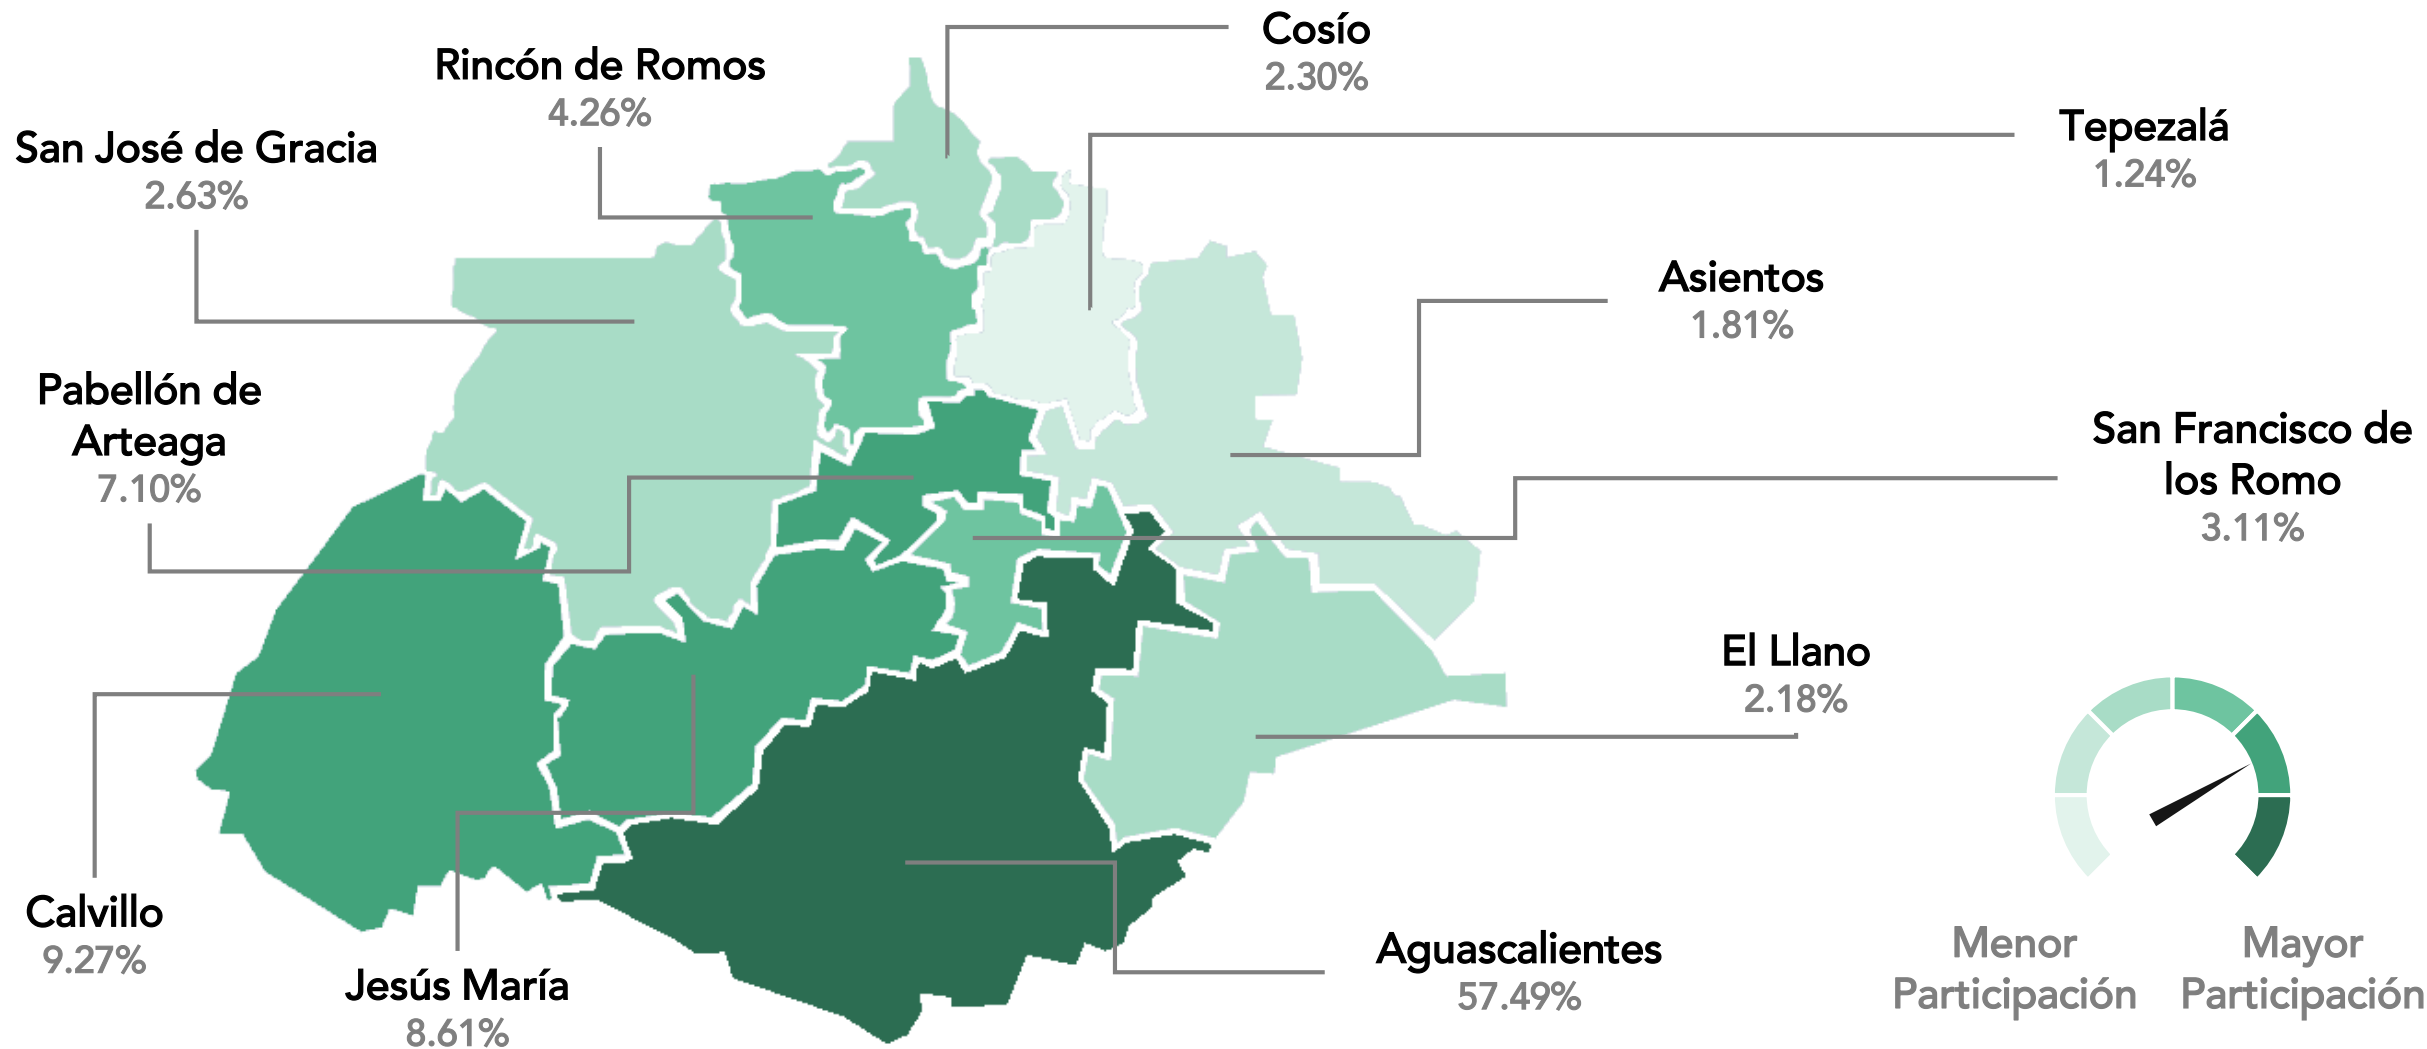 Cosío
2.30%
Rincón de Romos
4.26%
Tepezalá
1.24%
San José de Gracia
2.63%
Asientos
1.81%
Pabellón de
Arteaga
7.10%
San Francisco de
los Romo
3.11%
El Llano
2.18%
Calvillo
9.27%
Jesús María
8.61%
Aguascalientes
57.49%
Menor
Participación
Mayor
Participación